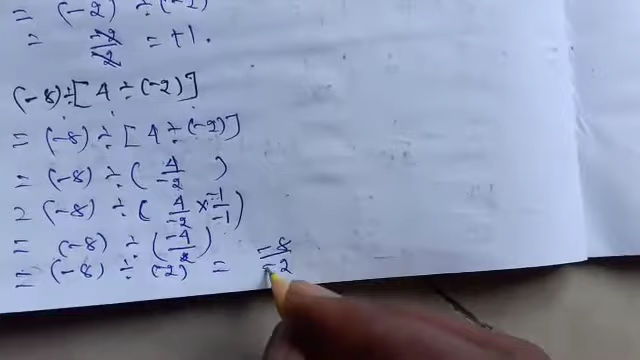 = (-2) ÷ (-2)
= -2/2 = +1.
(-8) ÷ [4 ÷ (-2)]
= (-8) ÷ [4 ÷ (-2)]
= (-8) ÷ (4/-2)
= (-8) ÷ (4/-2 × -1/-1)
= (-8) ÷ (-4/2)
= (-8) ÷ (-2) = -8/-2